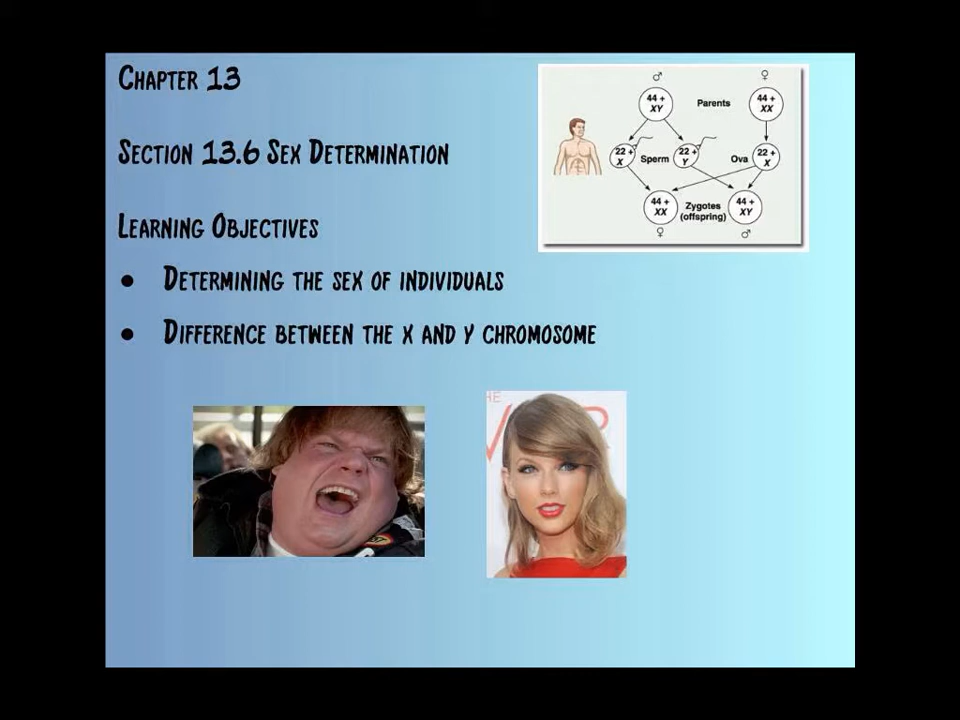 Chapter 13
Section 13.6 Sex Determination
Learning Objectives
● Determining the sex of individuals
● Difference between the X and Y chromosome
♂ ♀
44 + XY
Parents
44 + XX
22 + X
Sperm
22 + Y
Ova
22 + X
44 + XX
Zygotes
(offspring)
44 + XY
♀ ♂
HE